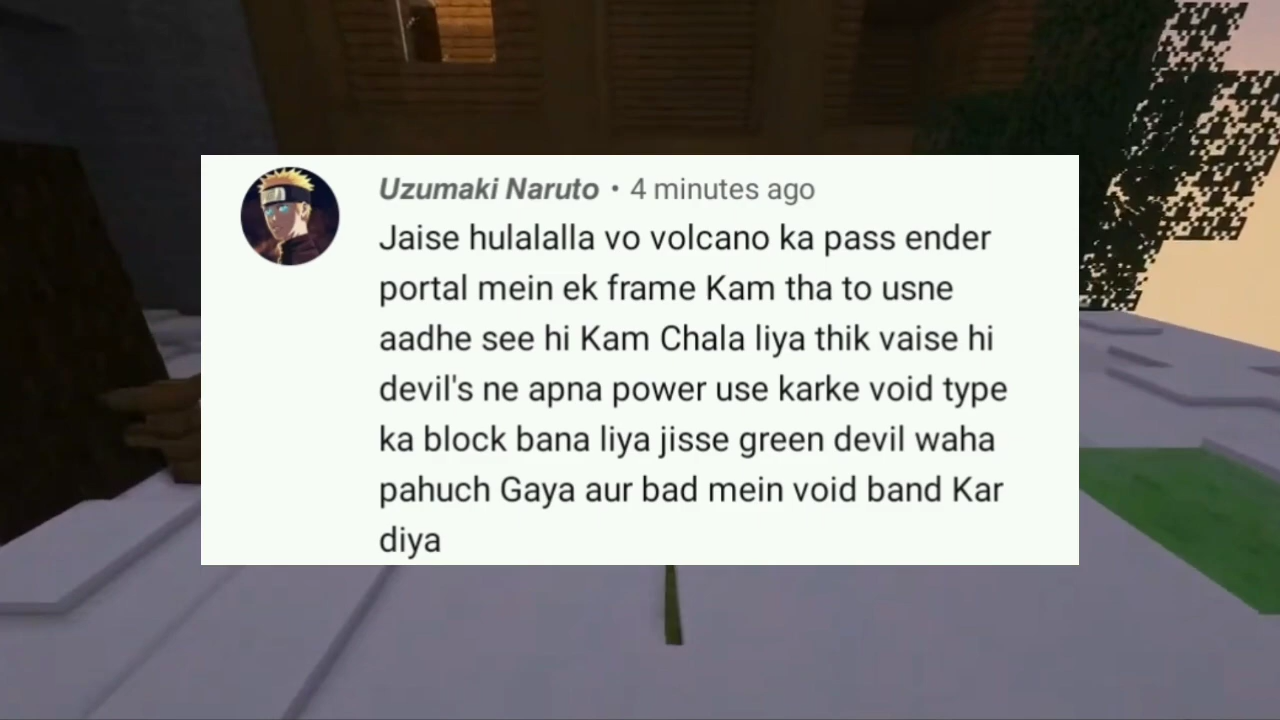 Uzumaki Naruto • 4 minutes ago
Jaise hulalalla vo volcano ka pass ender
portal mein ek frame Kam tha to usne
aadhe see hi Kam Chala liya thik vaise hi
devil's ne apna power use karke void type
ka block bana liya jisse green devil waha
pahuch Gaya aur bad mein void band Kar
diya